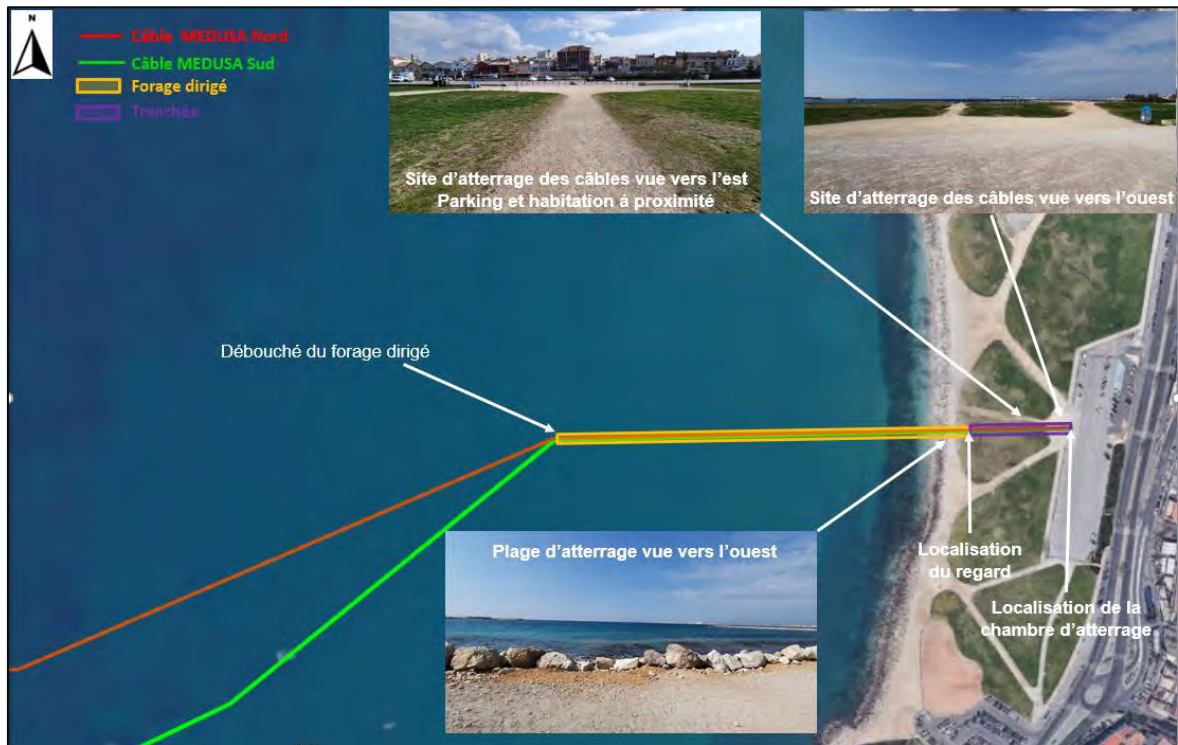 N
Câble MEDUSA Nord
Câble MEDUSA Sud
Forage dirigé
Tranchée
Site d'atterrage des câbles vue vers l'est
Parking et habitation à proximité
Site d'atterrage des câbles vue vers l'ouest
Débouché du forage dirigé
Plage d'atterrage vue vers l'ouest
Localisation
du regard
Localisation de la
chambre d'atterrage